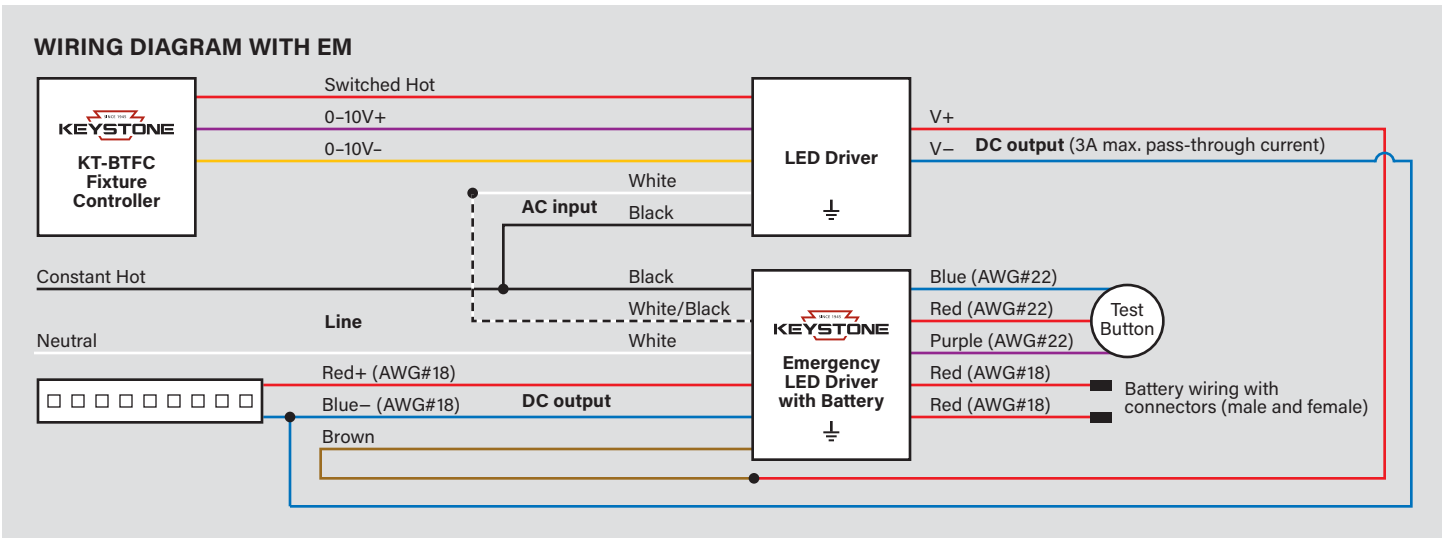 WIRING DIAGRAM WITH EM
SINCE 1945
KEYSTONE
KT-BTFC
Fixture
Controller
Switched Hot
0–10V+
0–10V–
LED Driver
V+
V– DC output (3A max. pass-through current)
White
AC input
Black
Constant Hot
Black
White/Black
Line
Neutral
White
SINCE 1945
KEYSTONE
Emergency
LED Driver
with Battery
Blue (AWG#22)
Red (AWG#22)
Purple (AWG#22)
Test
Button
Red (AWG#18)
Red (AWG#18)
Battery wiring with
connectors (male and female)
Red+ (AWG#18)
Blue– (AWG#18)
DC output
Brown